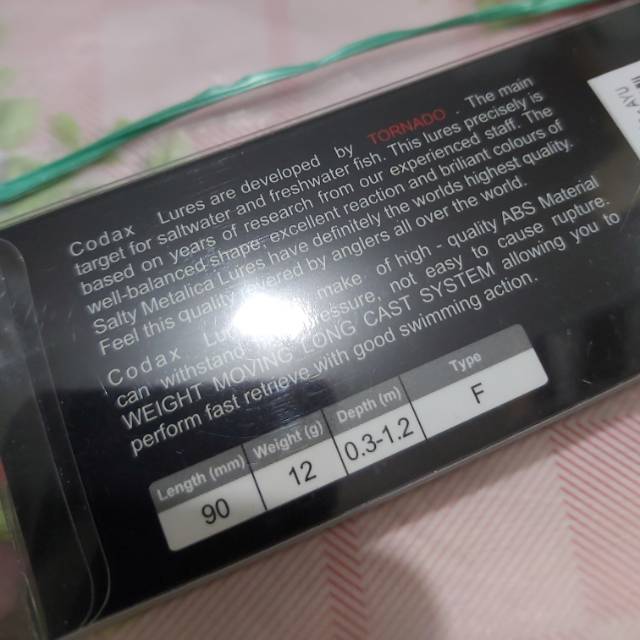 Codax Lures are developed by TORNADO . The main
target for saltwater and freshwater fish. This lures precisely is
based on years of research from our experienced staff. The
well-balanced shape, excellent reaction and briliant colours of
Salty Metalica Lures have definitely the worlds highest quality.
Feel this quality by anglers all over the world.
Codax make. of high - quality ABS Material
can withstand not easy to cause rupture.
WEIGHT MOVING LONG CAST SYSTEM allowing you to
perform fast retrieve with good swimming action.
Length (mm) Weight (g) Depth (m) Type
90 12 0.3-1.2 F